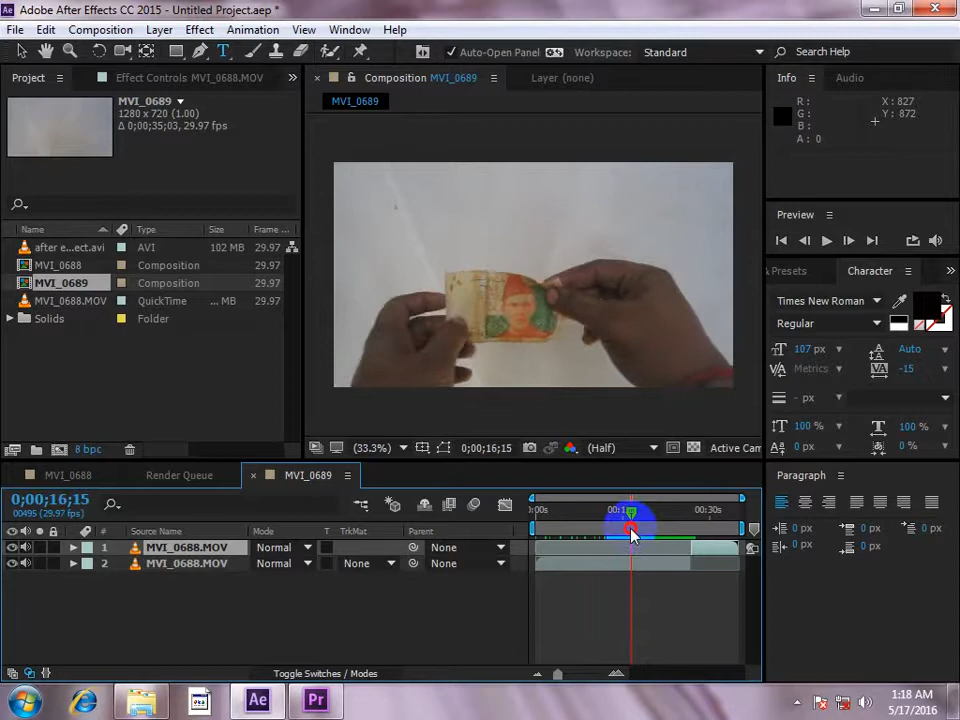 Adobe After Effects CC 2015 - Untitled Project.aep *
File Edit Composition Layer Effect Animation View Window Help
Auto-Open Panel Workspace: Standard Search Help
Project Effect Controls MVI_0688.MOV
MVI_0689
1280 x 720 (1.00)
Δ 0;00;35;03, 29.97 fps
Name Type Size Frame ...
after e...ect.avi AVI 102 MB 29.97
MVI_0688 Composition 29.97
MVI_0689 Composition 29.97
MVI_0688.MOV QuickTime ... MB 29.97
Solids Folder
8 bpc
Composition MVI_0689 Layer (none)
MVI_0689
(33.3%) 0;00;16;15 (Half) Active Cam
Info Audio
R : X : 827
G : Y : 872
B :
A : 0
Preview
& Presets Character
Times New Roman
Regular
107 px Auto
Metrics -15
- px
100 % 100 %
0 px 0 %
Paragraph
0 px 0 px 0 px
0 px 0 px
MVI_0688 Render Queue MVI_0689
0;00;16;15
00495 (29.97 fps)
# Source Name Mode T TrkMat Parent
1 MVI_0688.MOV Normal None
2 MVI_0688.MOV Normal None None
Toggle Switches / Modes
:00s 00:1 00:30s
Ae Pr
1:18 AM
5/17/2016